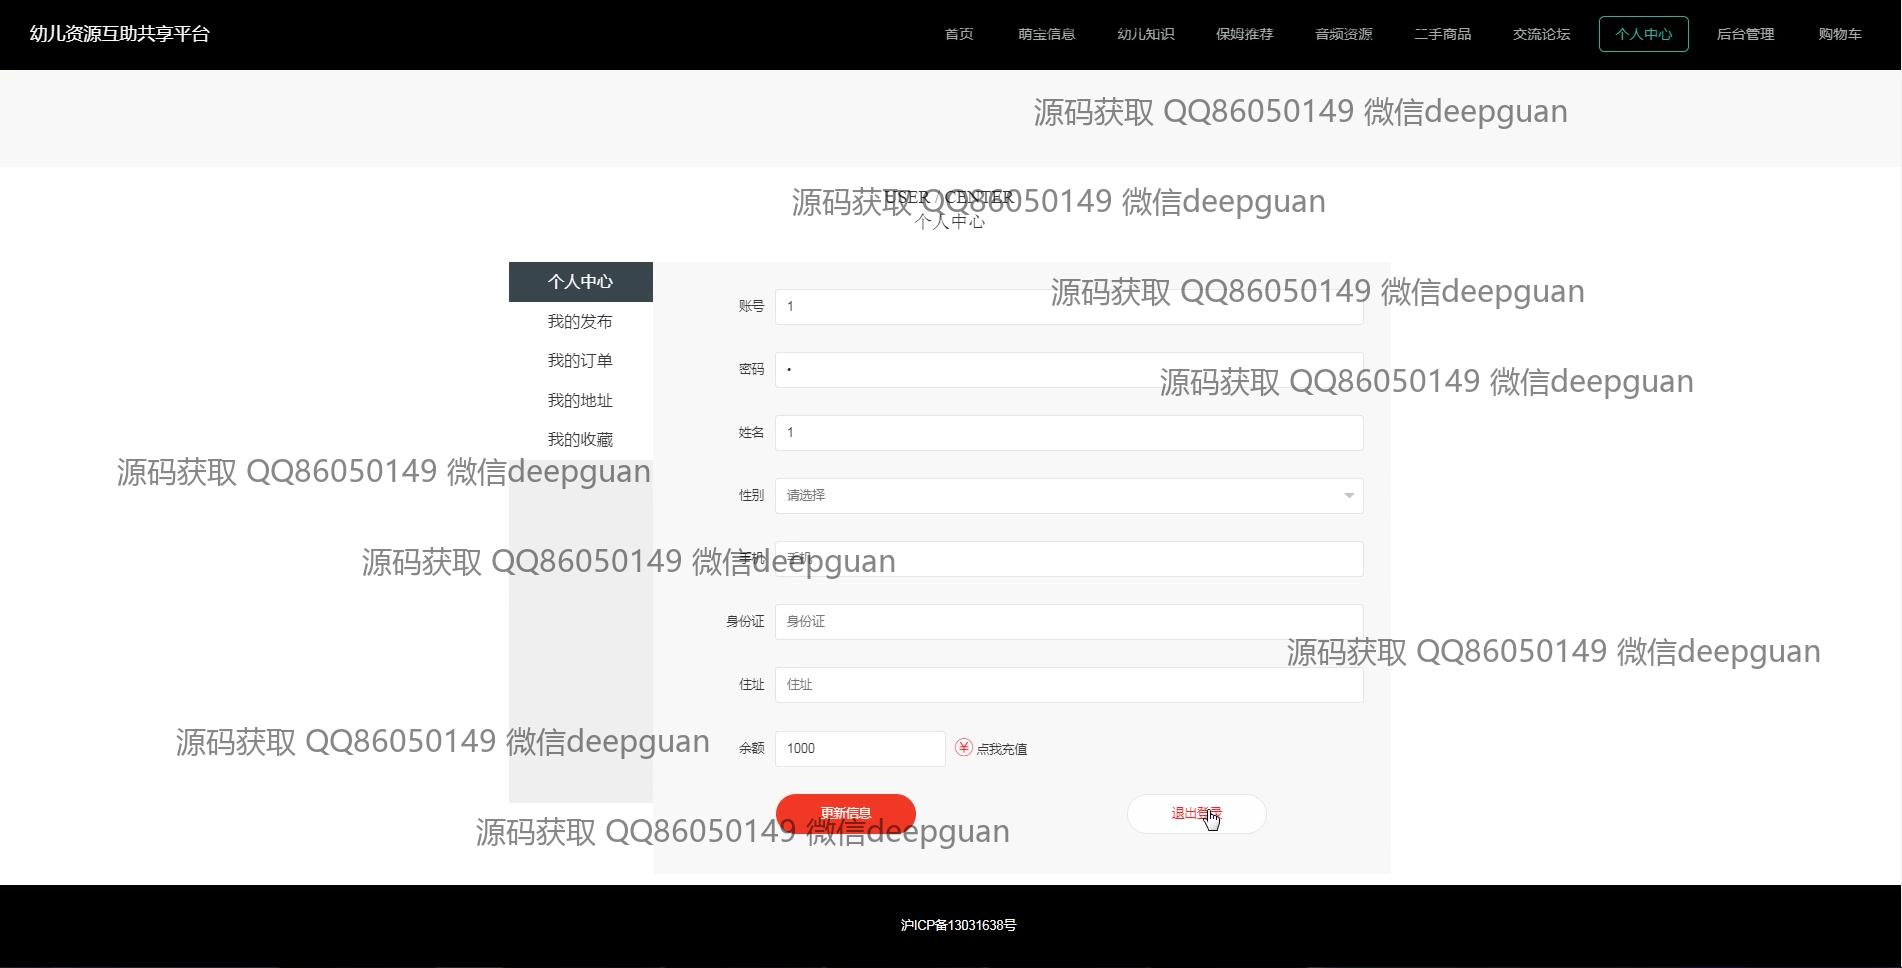 幼儿资源互助共享平台
首页 萌宝信息 幼儿知识 保姆推荐 音频资源 二手商品 交流论坛 个人中心 后台管理 购物车
源码获取 QQ86050149 微信deepguan
USER / CENTER
源码获取 QQ86050149 微信deepguan
个人中心
个人中心
我的发布
我的订单
我的地址
我的收藏
账号 1
源码获取 QQ86050149 微信deepguan
密码 •
源码获取 QQ86050149 微信deepguan
姓名 1
源码获取 QQ86050149 微信deepguan
性别 请选择
手机 手机
源码获取 QQ86050149 微信deepguan
身份证 身份证
源码获取 QQ86050149 微信deepguan
住址 住址
源码获取 QQ86050149 微信deepguan
余额 1000 ¥ 点我充值
更新信息 退出登录
源码获取 QQ86050149 微信deepguan
沪ICP备13031638号